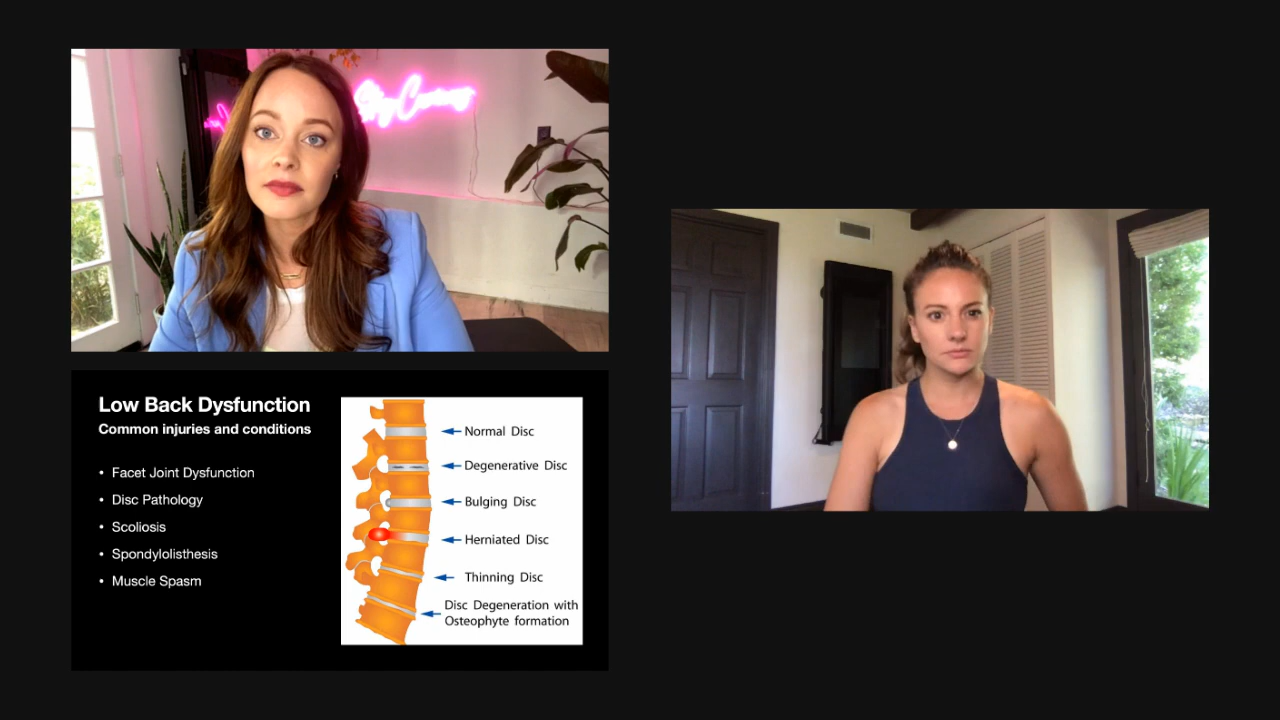 Low Back Dysfunction
Common injuries and conditions
• Facet Joint Dysfunction
• Disc Pathology
• Scoliosis
• Spondylolisthesis
• Muscle Spasm
Normal Disc
Degenerative Disc
Bulging Disc
Herniated Disc
Thinning Disc
Disc Degeneration with
Osteophyte formation